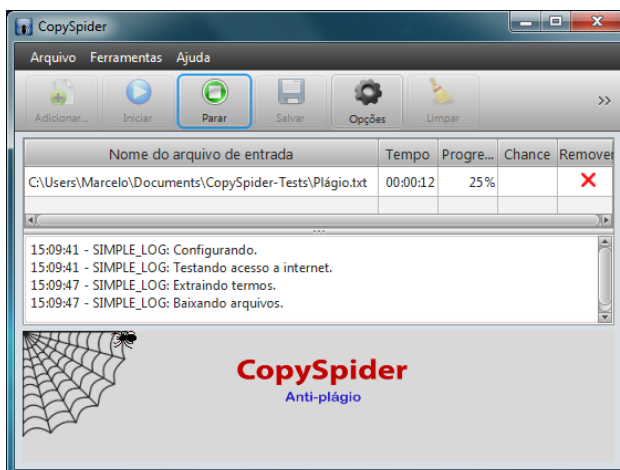 CopySpider
Arquivo Ferramentas Ajuda
Adicionar... Iniciar Parar Salvar Opções Limpar
Nome do arquivo de entrada Tempo Progre... Chance Remover
C:\Users\Marcelo\Documents\CopySpider-Tests\Plágio.txt 00:00:12 25%
15:09:41 - SIMPLE_LOG: Configurando.
15:09:41 - SIMPLE_LOG: Testando acesso a internet.
15:09:47 - SIMPLE_LOG: Extraindo termos.
15:09:47 - SIMPLE_LOG: Baixando arquivos.
CopySpider
Anti-plágio